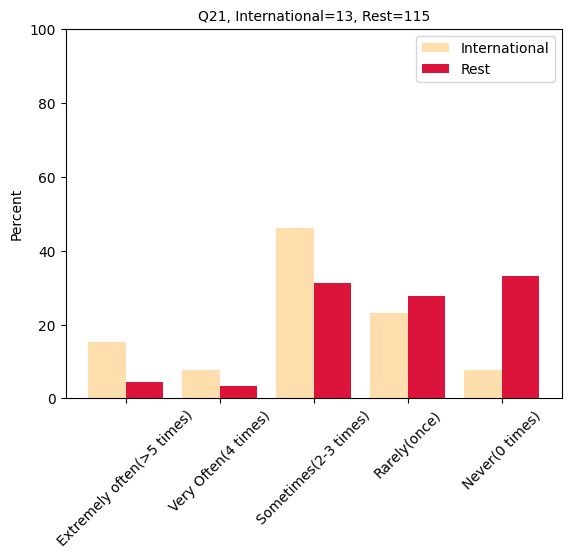 Q21, International=13, Rest=115
International
Rest
Percent
100
80
60
40
20
0
Extremely often(>5 times)
Very Often(4 times)
Sometimes(2-3 times)
Rarely(once)
Never(0 times)